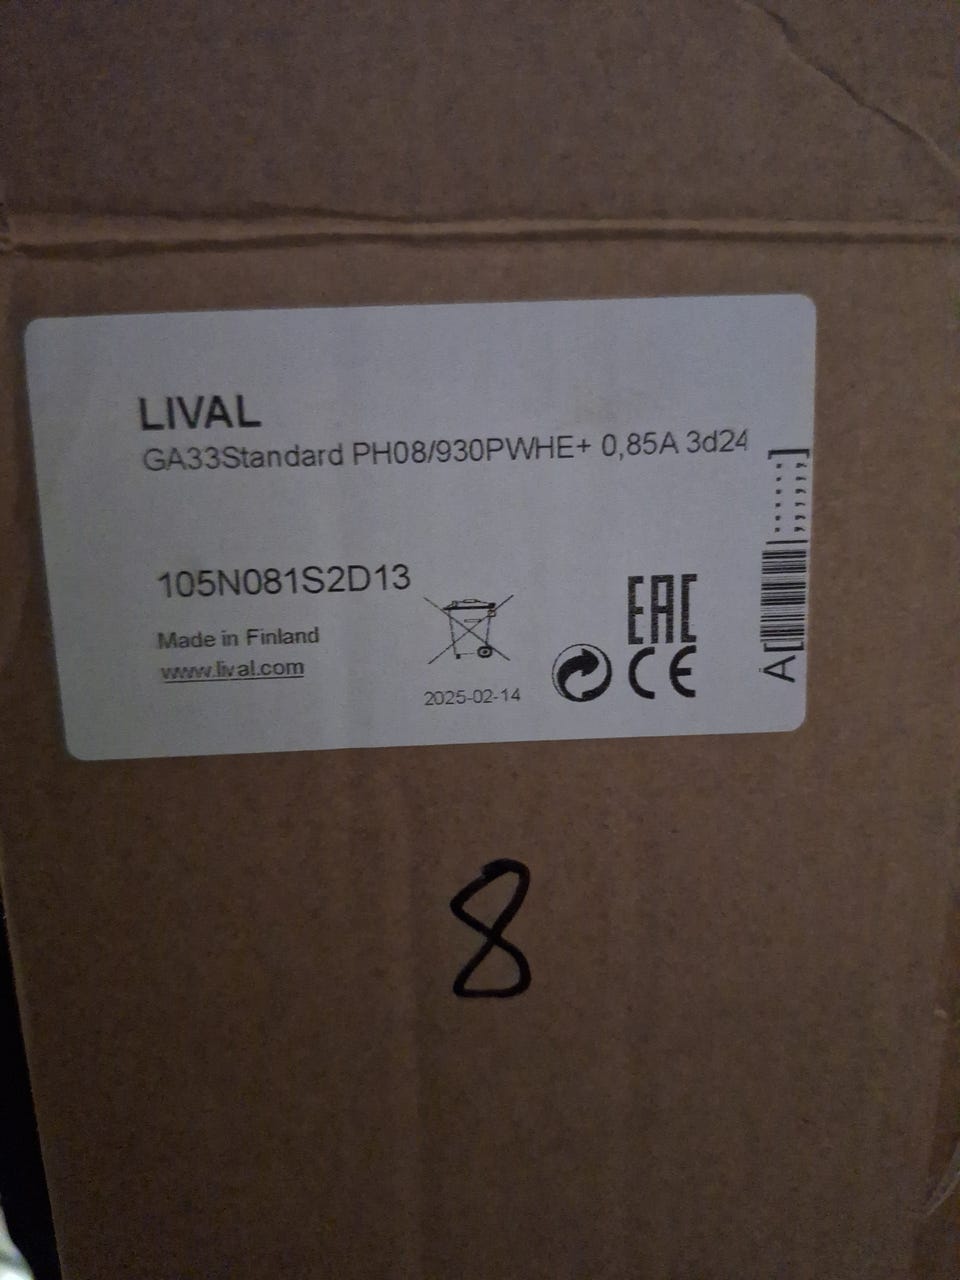 LIVAL
GA33Standard PH08/930PWHE+ 0,85A 3d24
105N081S2D13
Made in Finland
www.lival.com
2025-02-14
EAC
CE
A[;;;;;;]
8